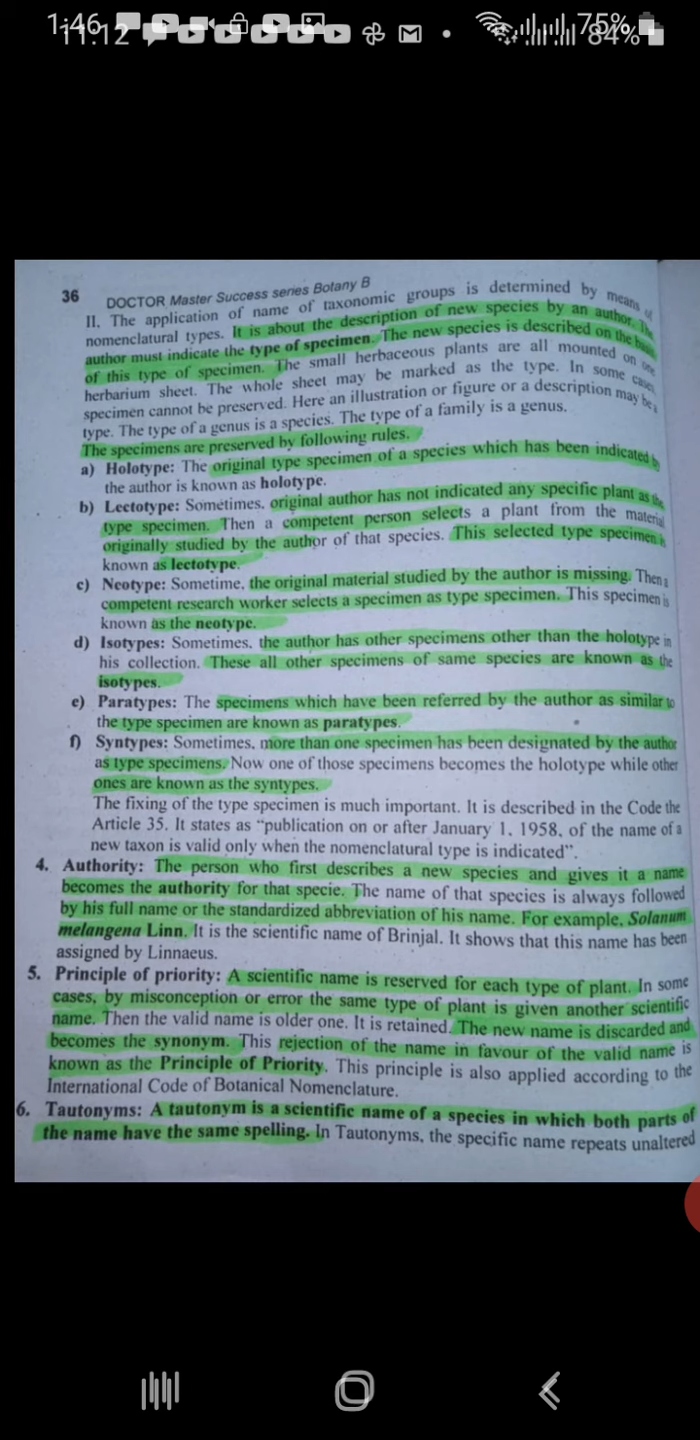 1:46
11:12
75%
84%
36 DOCTOR Master Success series Botany B
II. The application of name of taxonomic groups is determined by means of
nomenclatural types. It is about the description of new species by an author. The
author must indicate the type of specimen. The new species is described on the basis
of this type of specimen. The small herbaceous plants are all mounted on one
herbarium sheet. The whole sheet may be marked as the type. In some cases,
specimen cannot be preserved. Here an illustration or figure or a description may be a
type. The type of a genus is a species. The type of a family is a genus.
The specimens are preserved by following rules.
a) Holotype: The original type specimen of a species which has been indicated by
the author is known as holotype.
b) Lectotype: Sometimes, original author has not indicated any specific plant as the
type specimen. Then a competent person selects a plant from the material
originally studied by the author of that species. This selected type specimen is
known as lectotype.
c) Neotype: Sometime, the original material studied by the author is missing. Then a
competent research worker selects a specimen as type specimen. This specimen is
known as the neotype.
d) Isotypes: Sometimes, the author has other specimens other than the holotype in
his collection. These all other specimens of same species are known as the
isotypes.
e) Paratypes: The specimens which have been referred by the author as similar to
the type specimen are known as paratypes.
f) Syntypes: Sometimes, more than one specimen has been designated by the author
as type specimens. Now one of those specimens becomes the holotype while other
ones are known as the syntypes.
The fixing of the type specimen is much important. It is described in the Code the
Article 35. It states as “publication on or after January 1, 1958, of the name of a
new taxon is valid only when the nomenclatural type is indicated”.
4. Authority: The person who first describes a new species and gives it a name
becomes the authority for that specie. The name of that species is always followed
by his full name or the standardized abbreviation of his name. For example, Solanum
melangena Linn. It is the scientific name of Brinjal. It shows that this name has been
assigned by Linnaeus.
5. Principle of priority: A scientific name is reserved for each type of plant. In some
cases, by misconception or error the same type of plant is given another scientific
name. Then the valid name is older one. It is retained. The new name is discarded and
becomes the synonym. This rejection of the name in favour of the valid name is
known as the Principle of Priority. This principle is also applied according to the
International Code of Botanical Nomenclature.
6. Tautonyms: A tautonym is a scientific name of a species in which both parts of
the name have the same spelling. In Tautonyms, the specific name repeats unaltered